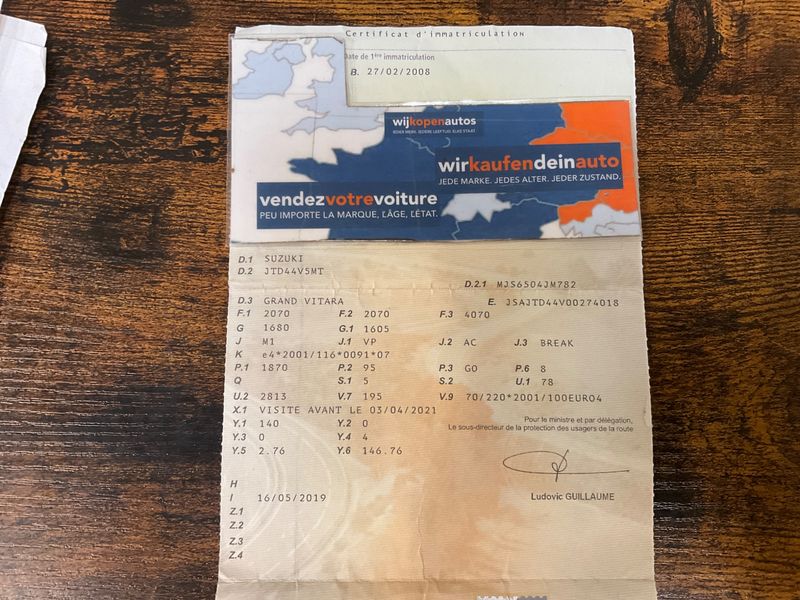 Certificat d'immatriculation
Date de 1ère immatriculation
B. 27/02/2008
wijkopenautos
IEDER MERK. IEDERE LEEFTIJD. ELKE STAAT.
wirkaufendeinauto
JEDE MARKE. JEDES ALTER. JEDER ZUSTAND.
vendezvotrevoiture
PEU IMPORTE LA MARQUE, L'ÂGE, L'ÉTAT.
D.1 SUZUKI
D.2 JTD44V5MT
D.2.1 MJS6504JM782
D.3 GRAND VITARA E. JSAJTD44V00274018
F.1 2070 F.2 2070 F.3 4070
G 1680 G.1 1605
J M1 J.1 VP J.2 AC J.3 BREAK
K e4*2001/116*0091*07
P.1 1870 P.2 95 P.3 GO P.6 8
Q S.1 5 S.2 U.1 78
U.2 2813 V.7 195 V.9 70/220*2001/100EURO4
X.1 VISITE AVANT LE 03/04/2021
Y.1 140 Y.2 0
Y.3 0 Y.4 4
Y.5 2.76 Y.6 146.76
Pour le ministre et par délégation,
Le sous-directeur de la protection des usagers de la route
Ludovic GUILLAUME
H
I 16/05/2019
Z.1
Z.2
Z.3
Z.4